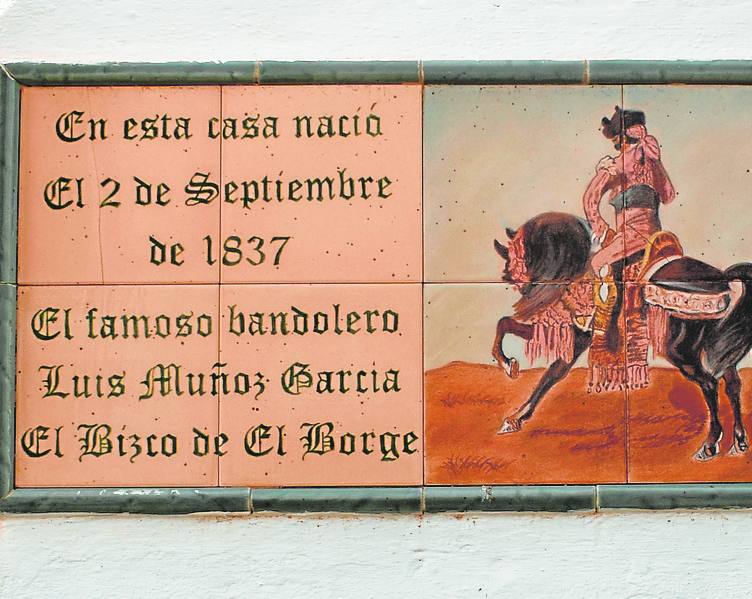 En esta casa nació
El 2 de Septiembre
de 1837
El famoso bandolero
Luis Muñoz Garcia
El Bizco de El Borge